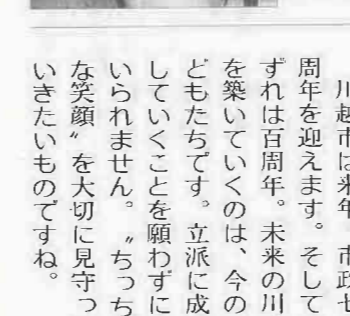 川越市は来年、市政七
周年を迎えます。そして
ずれは百周年。未来の川
を築いていくのは、今の
どもたちです。立派に成
していくことを願わずに
いられません。〝ちっち
な笑顔〟を大切に見守っ
いきたいものですね。